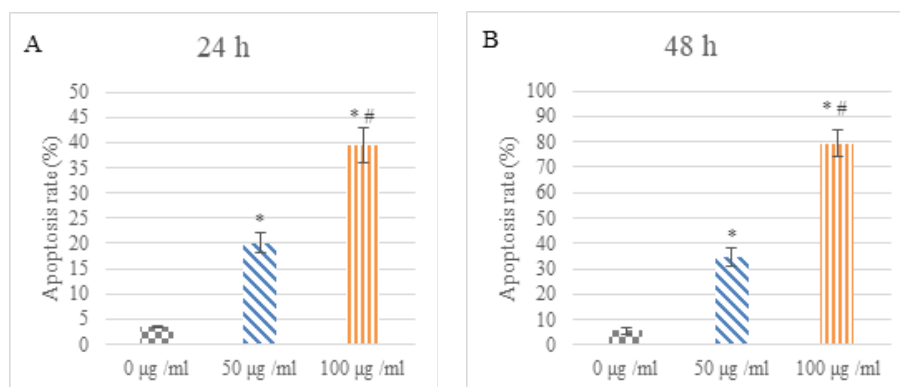 A
24 h
Apoptosis rate (%)
50
45
40
35
30
25
20
15
10
5
0
* #
*
0 μg /ml
50 μg /ml
100 μg /ml
B
48 h
Apoptosis rate (%)
100
90
80
70
60
50
40
30
20
10
0
* #
*
0 μg /ml
50 μg /ml
100 μg /ml